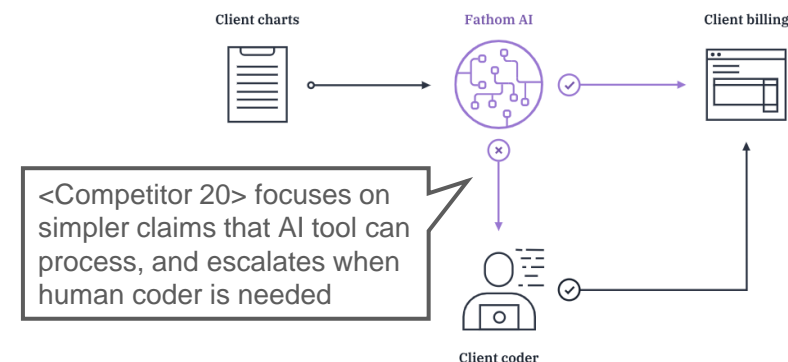 Client charts
Fathom AI
Client billing
<Competitor 20> focuses on
simpler claims that AI tool can
process, and escalates when
human coder is needed
Client coder